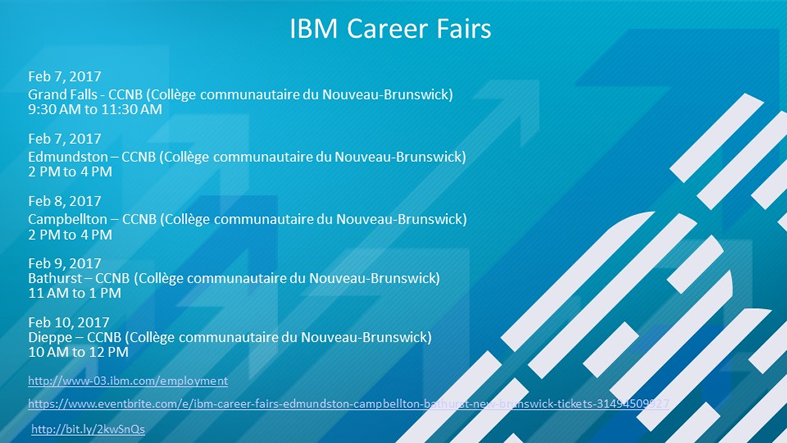 IBM Career Fairs
Feb 7, 2017
Grand Falls - CCNB (Collège communautaire du Nouveau-Brunswick)
9:30 AM to 11:30 AM
Feb 7, 2017
Edmundston – CCNB (Collège communautaire du Nouveau-Brunswick)
2 PM to 4 PM
Feb 8, 2017
Campbellton – CCNB (Collège communautaire du Nouveau-Brunswick)
2 PM to 4 PM
Feb 9, 2017
Bathurst – CCNB (Collège communautaire du Nouveau-Brunswick)
11 AM to 1 PM
Feb 10, 2017
Dieppe – CCNB (Collège communautaire du Nouveau-Brunswick)
10 AM to 12 PM
http://www-03.ibm.com/employment
https://www.eventbrite.com/e/ibm-career-fairs-edmundston-campbellton-bathurst-new-brunswick-tickets-31494509927
http://bit.ly/2kwSnQs